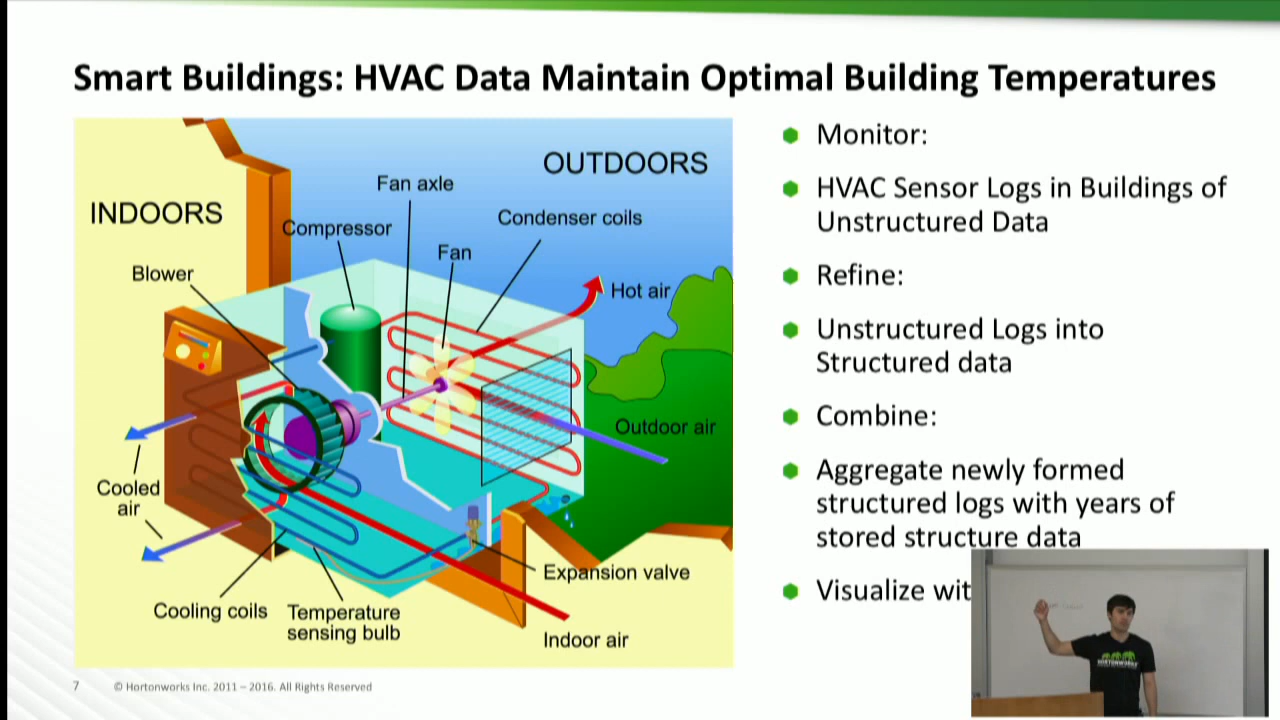 Smart Buildings: HVAC Data Maintain Optimal Building Temperatures
INDOORS
OUTDOORS
Fan axle
Compressor
Condenser coils
Fan
Blower
Hot air
Outdoor air
Cooled
air
Expansion valve
Cooling coils
Temperature
sensing bulb
Indoor air
Monitor:
HVAC Sensor Logs in Buildings of
Unstructured Data
Refine:
Unstructured Logs into
Structured data
Combine:
Aggregate newly formed
structured logs with years of
stored structure data
Visualize wit
HORTONWORKS
7
© Hortonworks Inc. 2011 – 2016. All Rights Reserved